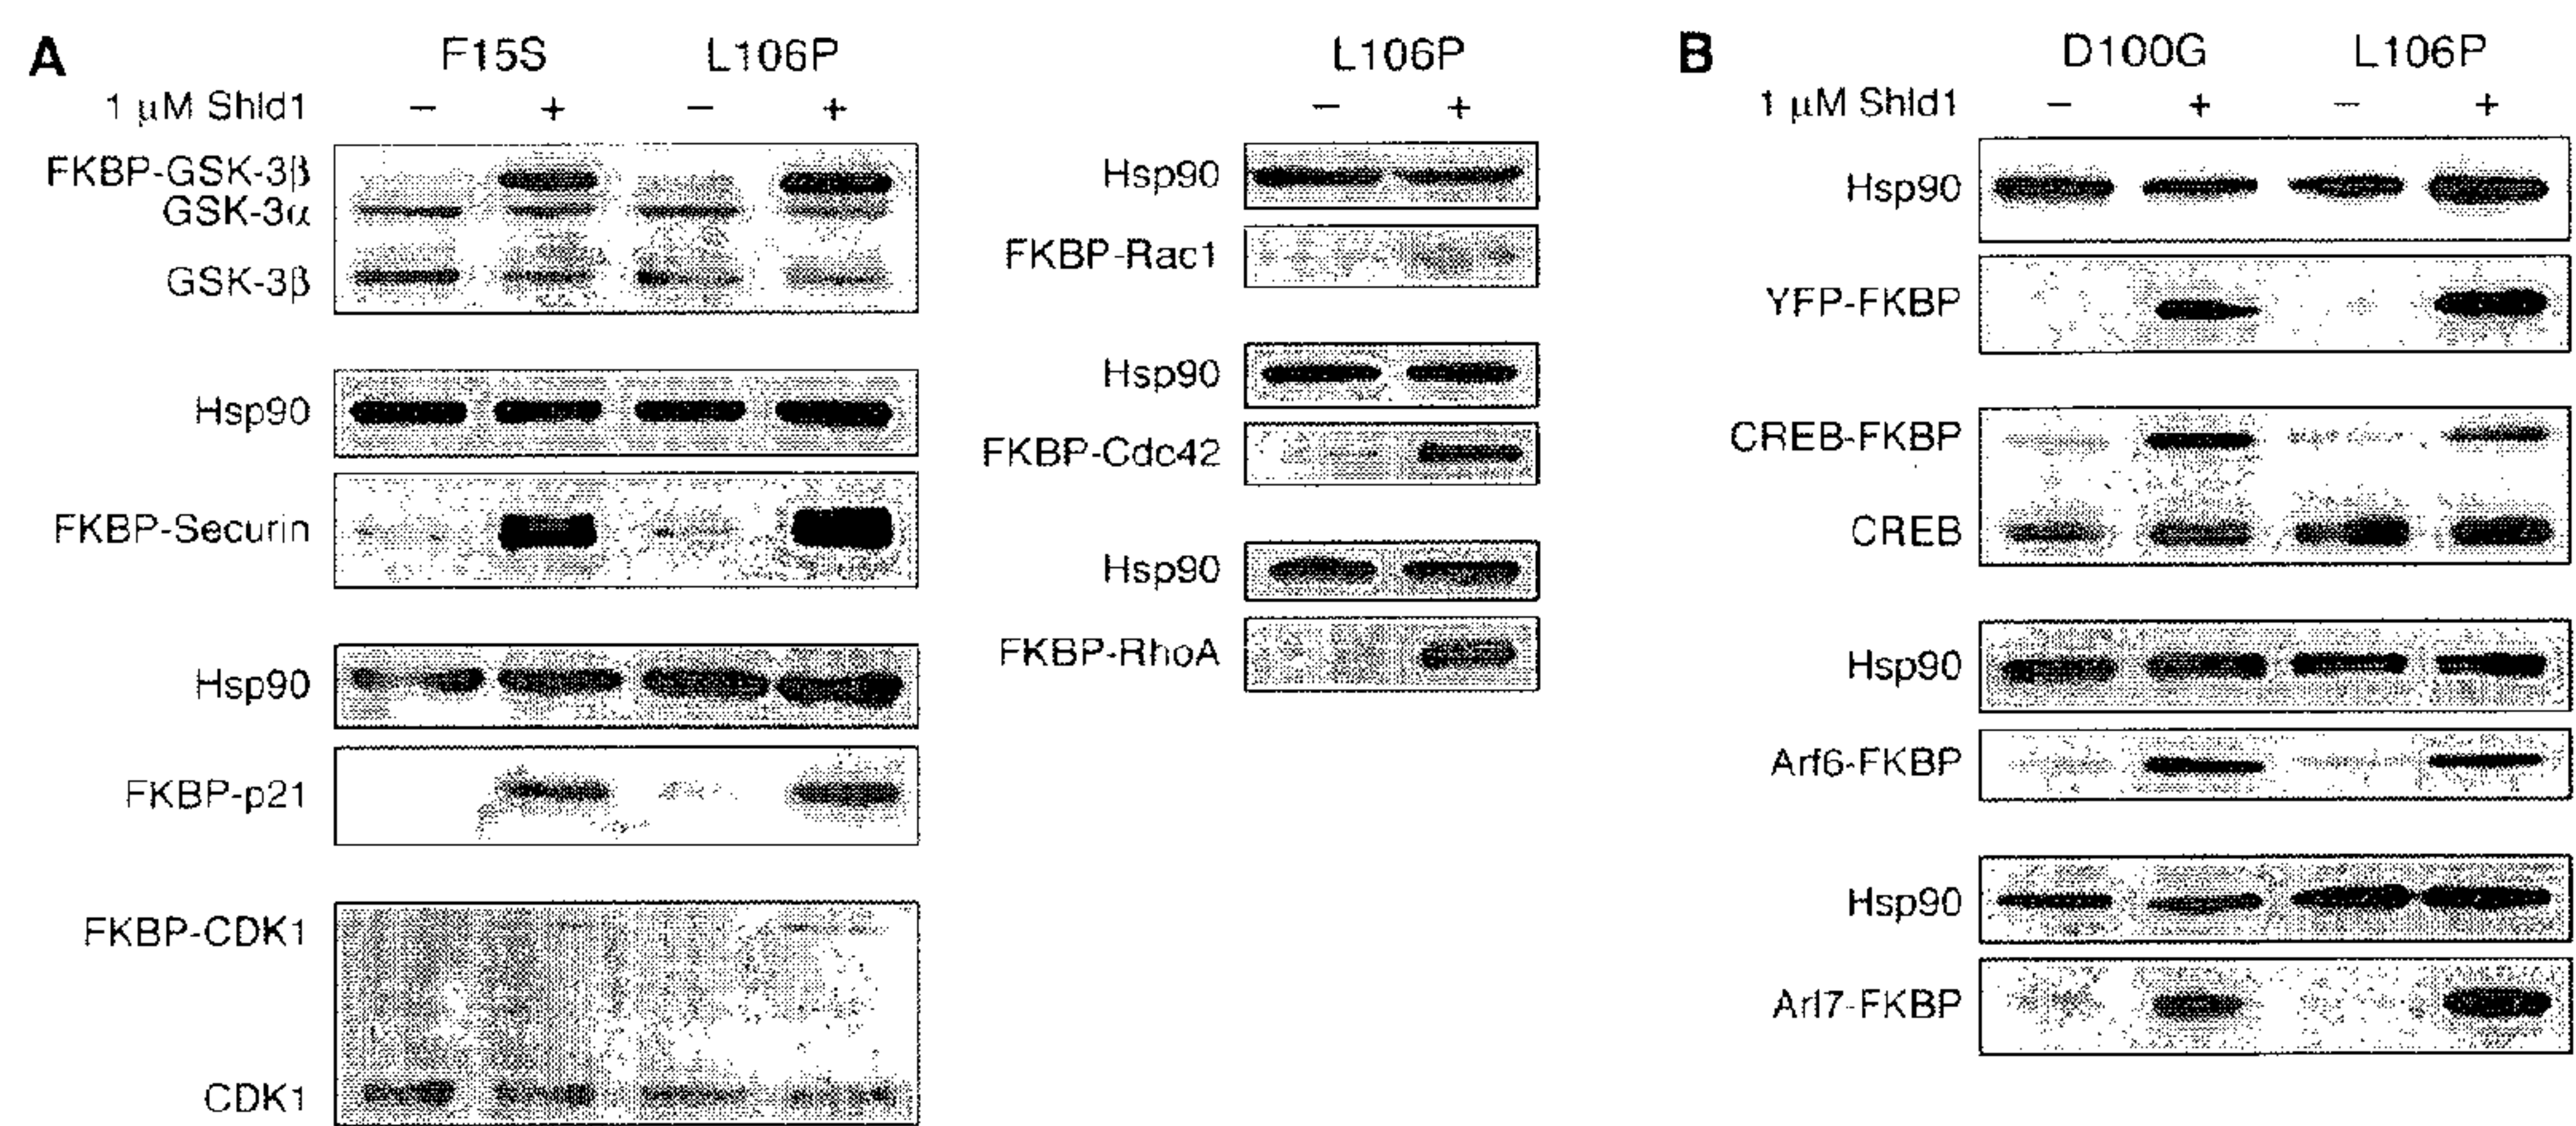 A
F15S L106P
1 µM Shld1 – + – +
FKBP-GSK-3β
GSK-3α
GSK-3β
Hsp90
FKBP-Securin
Hsp90
FKBP-p21
FKBP-CDK1
CDK1
L106P
– +
Hsp90
FKBP-Rac1
Hsp90
FKBP-Cdc42
Hsp90
FKBP-RhoA
B
D100G L106P
1 µM Shld1 – + – +
Hsp90
YFP-FKBP
CREB-FKBP
CREB
Hsp90
Arf6-FKBP
Hsp90
Arl7-FKBP